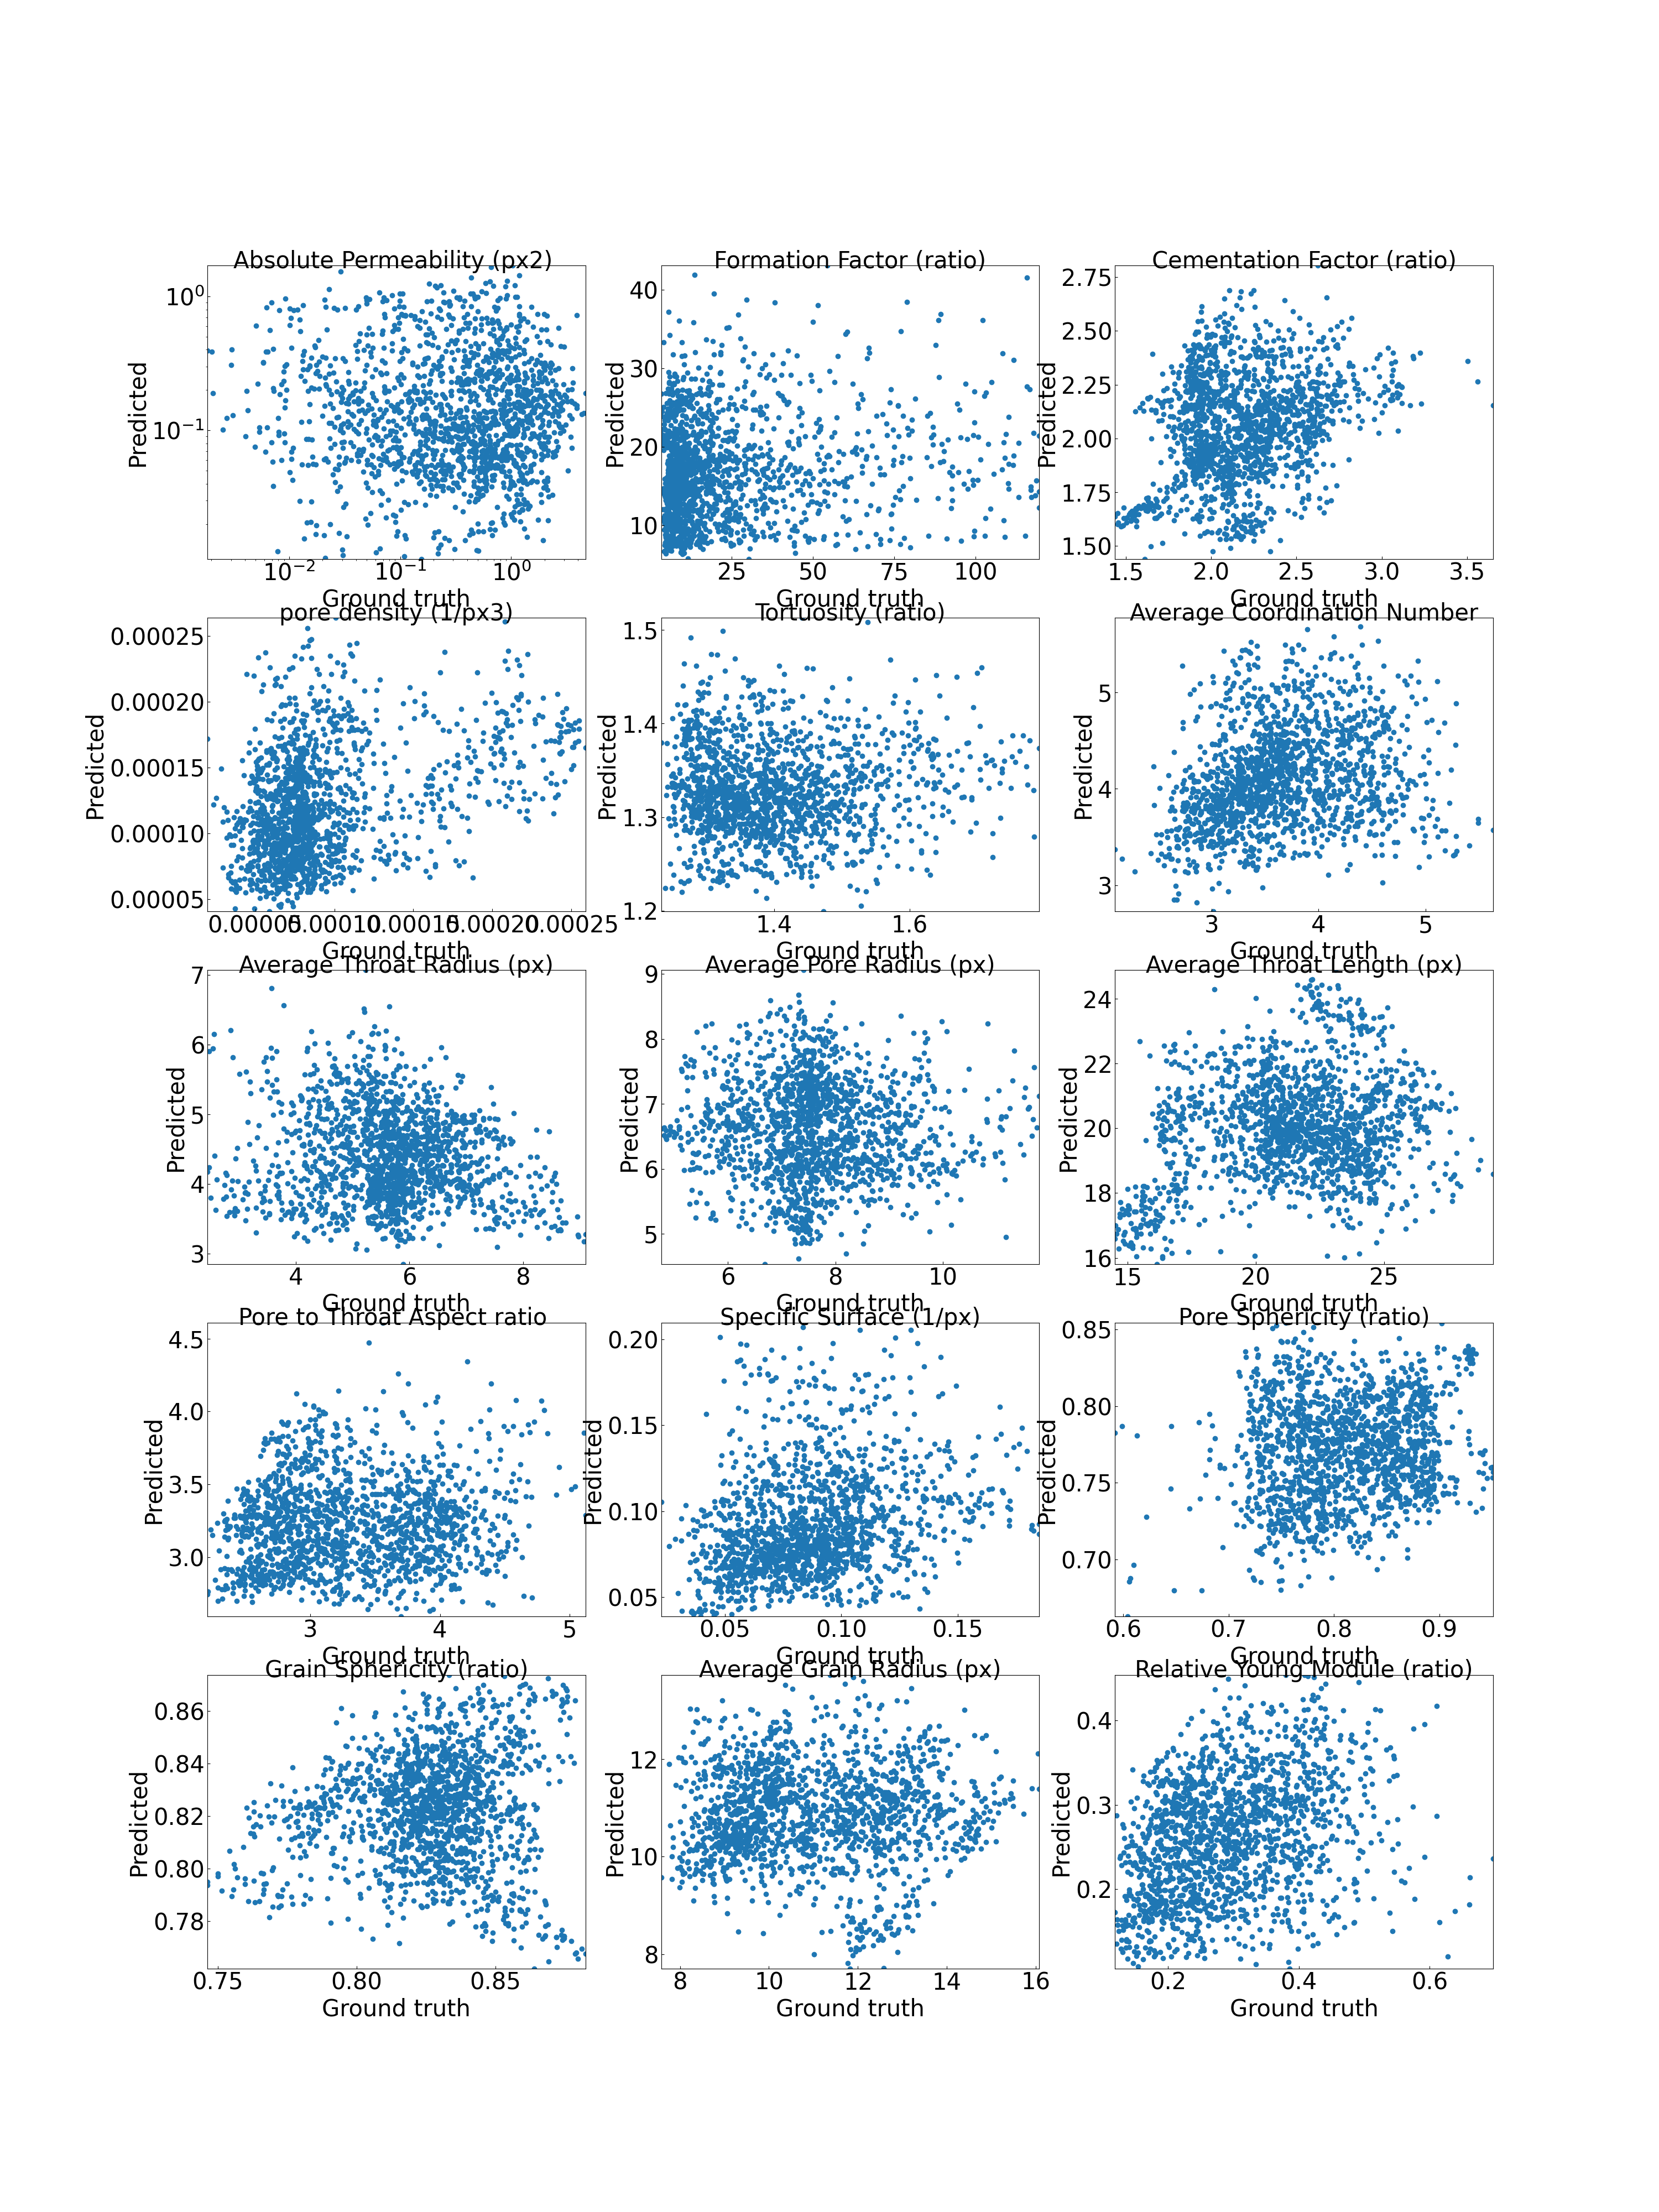 Absolute Permeability (px2) Formation Factor (ratio) Cementation Factor (ratio)
Predicted Predicted Predicted
10⁰ 10⁻¹
40 30 20 10
2.75 2.50 2.25 2.00 1.75 1.50
10⁻² 10⁻¹ 10⁰ 25 50 75 100 1.5 2.0 2.5 3.0 3.5
Ground truth Ground truth Ground truth
pore density (1/px3) Tortuosity (ratio) Average Coordination Number
Predicted Predicted Predicted
0.00025 0.00020 0.00015 0.00010 0.00005
1.5 1.4 1.3 1.2
5 4 3
0.00005 0.00010 0.00015 0.00020 0.00025 1.4 1.6 3 4 5
Ground truth Ground truth Ground truth
Average Throat Radius (px) Average Pore Radius (px) Average Throat Length (px)
Predicted Predicted Predicted
7 6 5 4 3
9 8 7 6 5
24 22 20 18 16
4 6 8 6 8 10 15 20 25
Ground truth Ground truth Ground truth
Pore to Throat Aspect ratio Specific Surface (1/px) Pore Sphericity (ratio)
Predicted Predicted Predicted
4.5 4.0 3.5 3.0
0.20 0.15 0.10 0.05
0.85 0.80 0.75 0.70
3 4 5 0.05 0.10 0.15 0.6 0.7 0.8 0.9
Ground truth Ground truth Ground truth
Grain Sphericity (ratio) Average Grain Radius (px) Relative Young Module (ratio)
Predicted Predicted Predicted
0.86 0.84 0.82 0.80 0.78
12 10 8
0.4 0.3 0.2
0.75 0.80 0.85 8 10 12 14 16 0.2 0.4 0.6
Ground truth Ground truth Ground truth